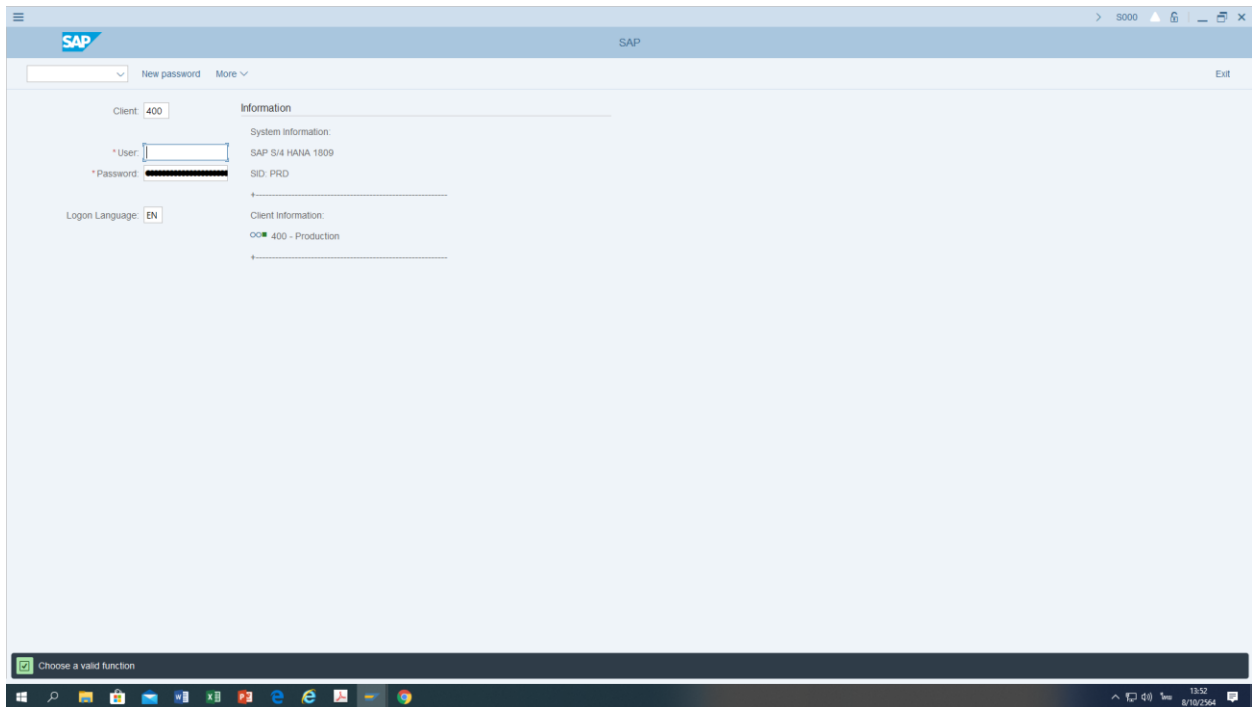 S000
SAP
SAP
New password More Exit
Client: 400
*User:
*Password:
Logon Language: EN
Information
System Information:
SAP S/4 HANA 1809
SID: PRD
+-----------------------------------------------------------
Client Information:
400 - Production
+-----------------------------------------------------------
Choose a valid function
13:52
8/10/2564